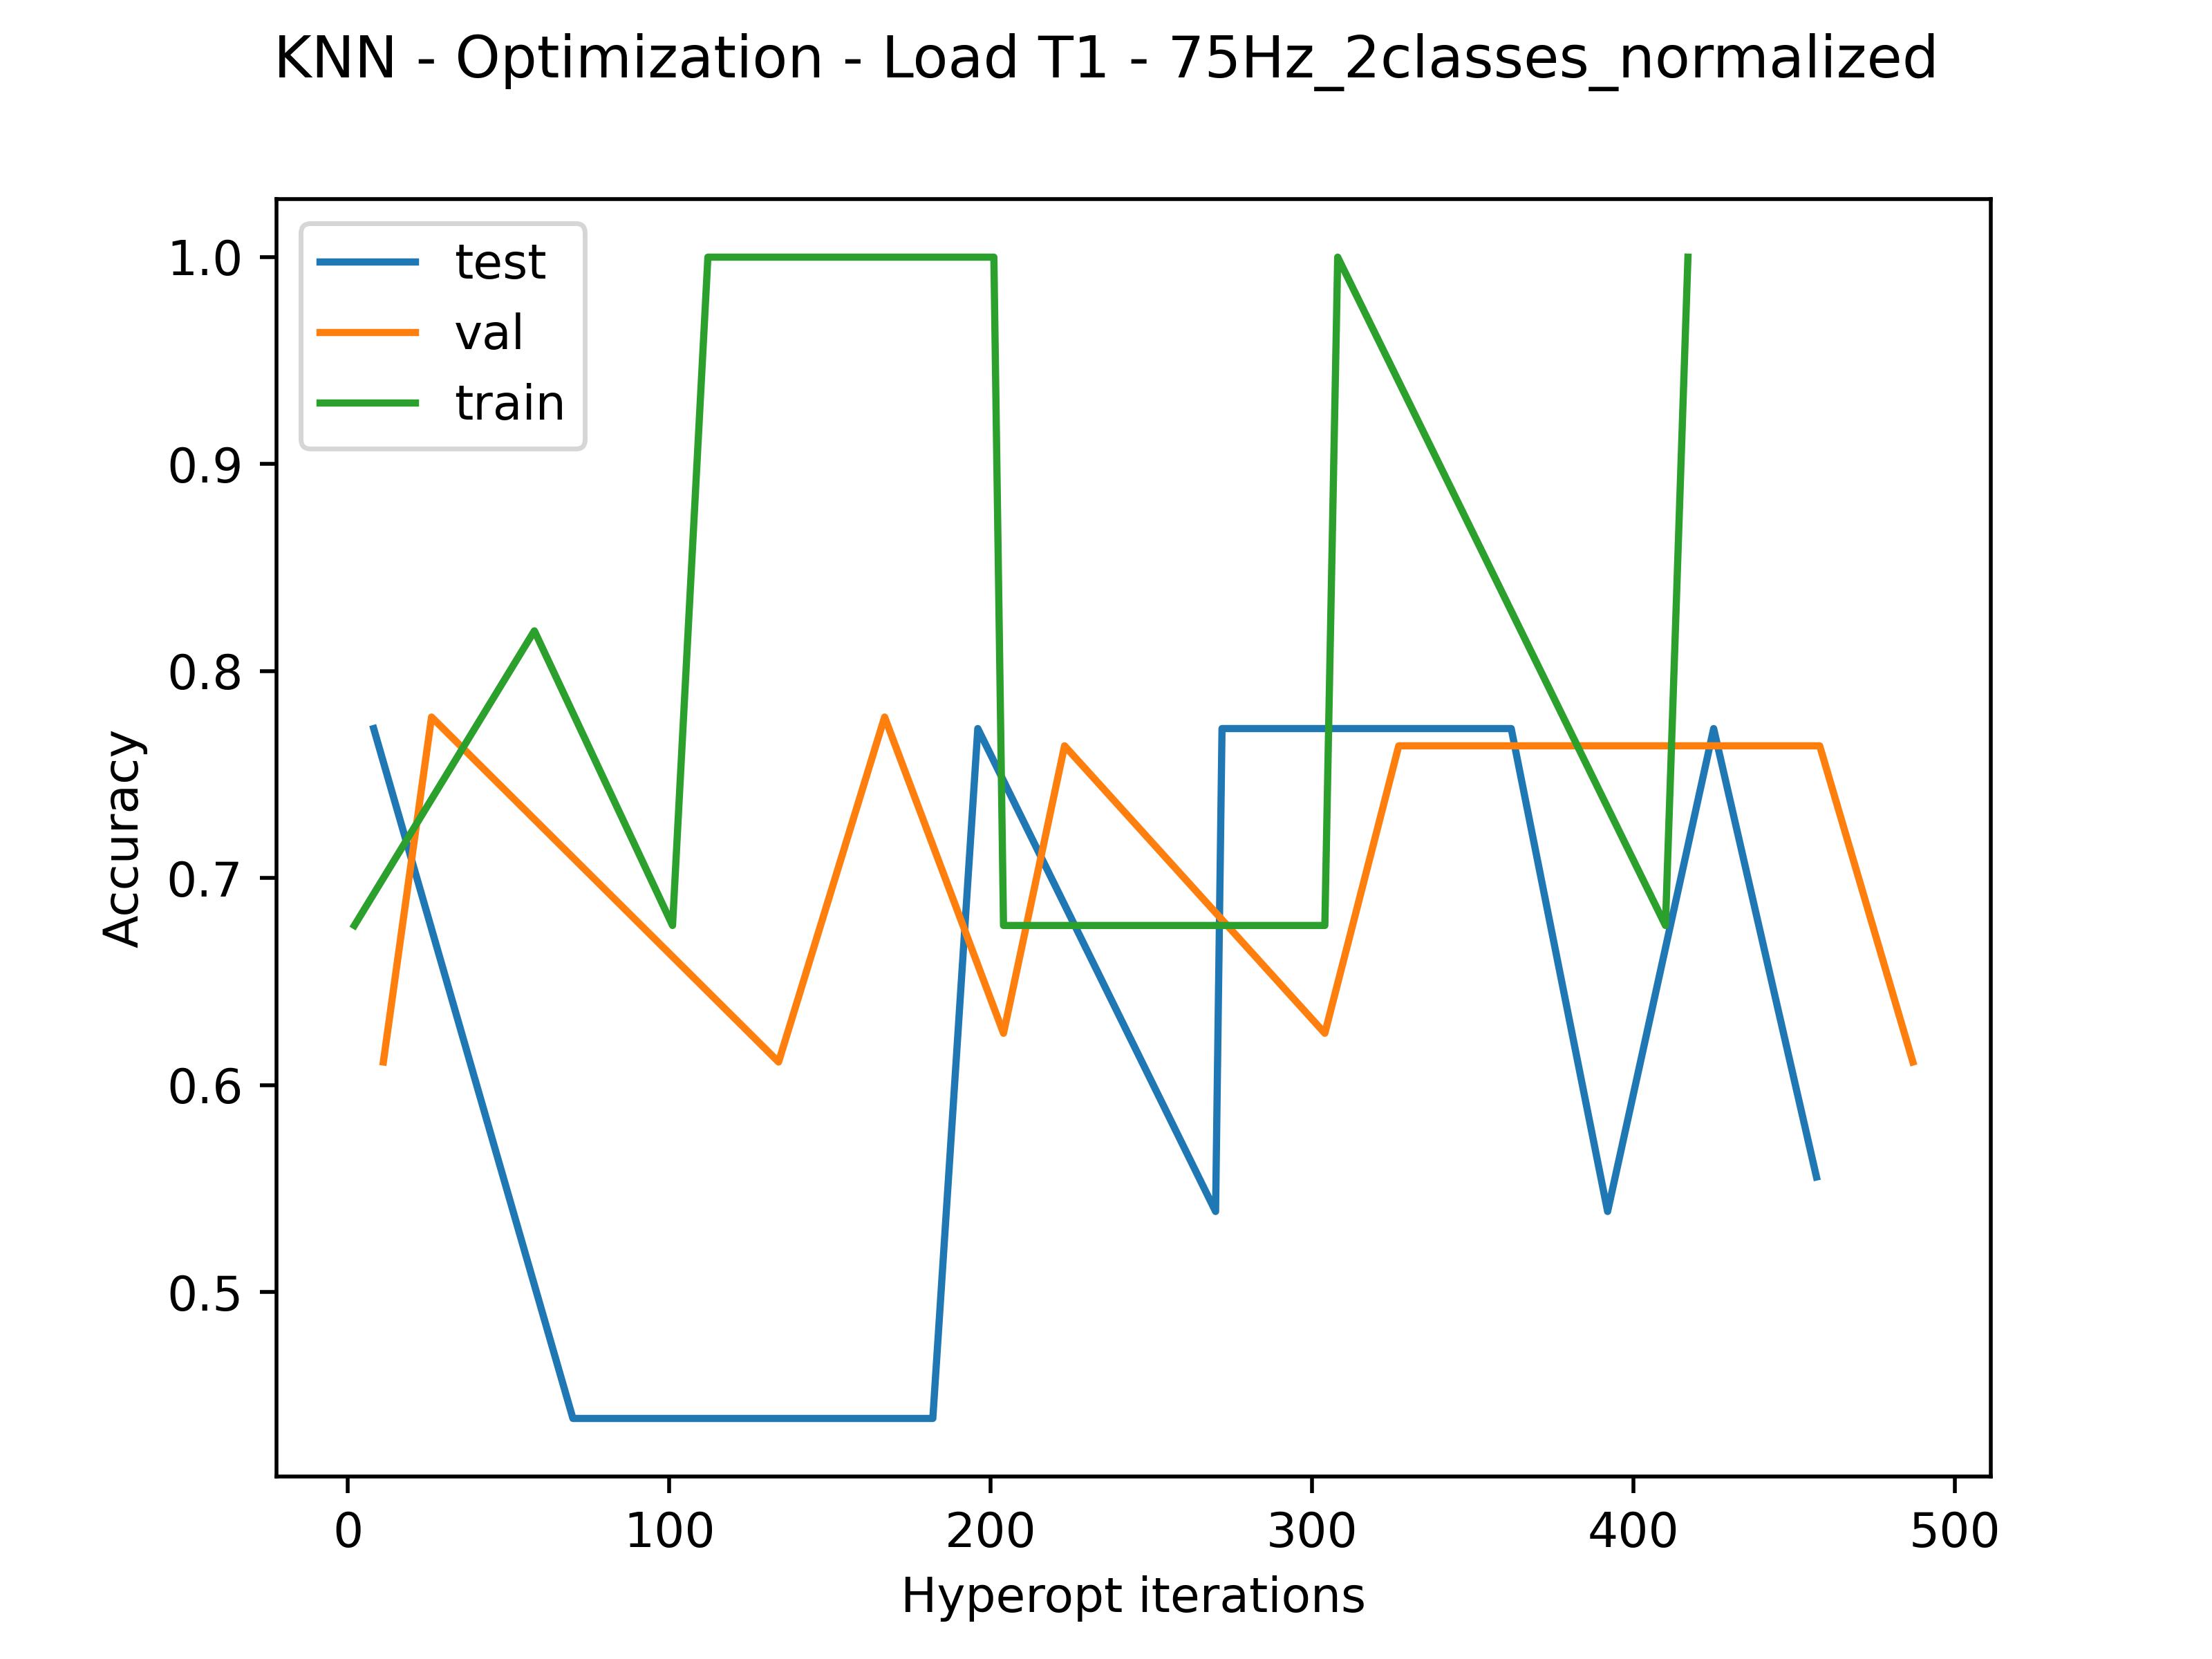 KNN - Optimization - Load T1 - 75Hz_2classes_normalized
test
val
train
1.0
0.9
0.8
0.7
0.6
0.5
Accuracy
0 100 200 300 400 500
Hyperopt iterations